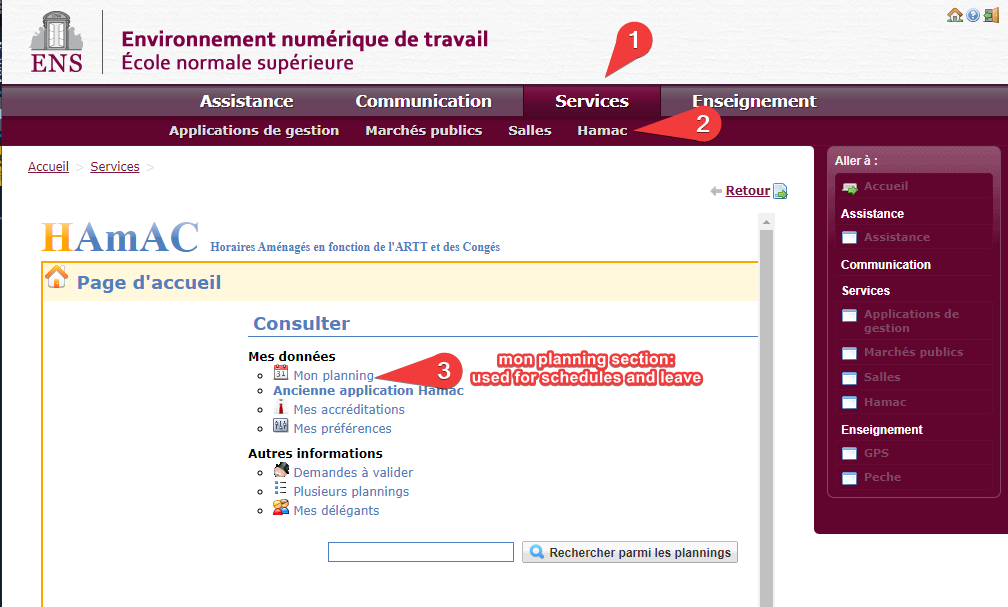 ENS
Environnement numérique de travail
École normale supérieure
1
Assistance Communication Services Enseignement
Applications de gestion Marchés publics Salles Hamac
2
Accueil > Services >
Retour
HAmAC Horaires Aménagés en fonction de l'ARTT et des Congés
Page d'accueil
Consulter
Mes données
31 Mon planning
3
mon planning section:
used for schedules and leave
Ancienne application Hamac
Mes accréditations
Mes préférences
Autres informations
Demandes à valider
Plusieurs plannings
Mes délégants
Rechercher parmi les plannings
Aller à :
Accueil
Assistance
Assistance
Communication
Services
Applications de
gestion
Marchés publics
Salles
Hamac
Enseignement
GPS
Peche